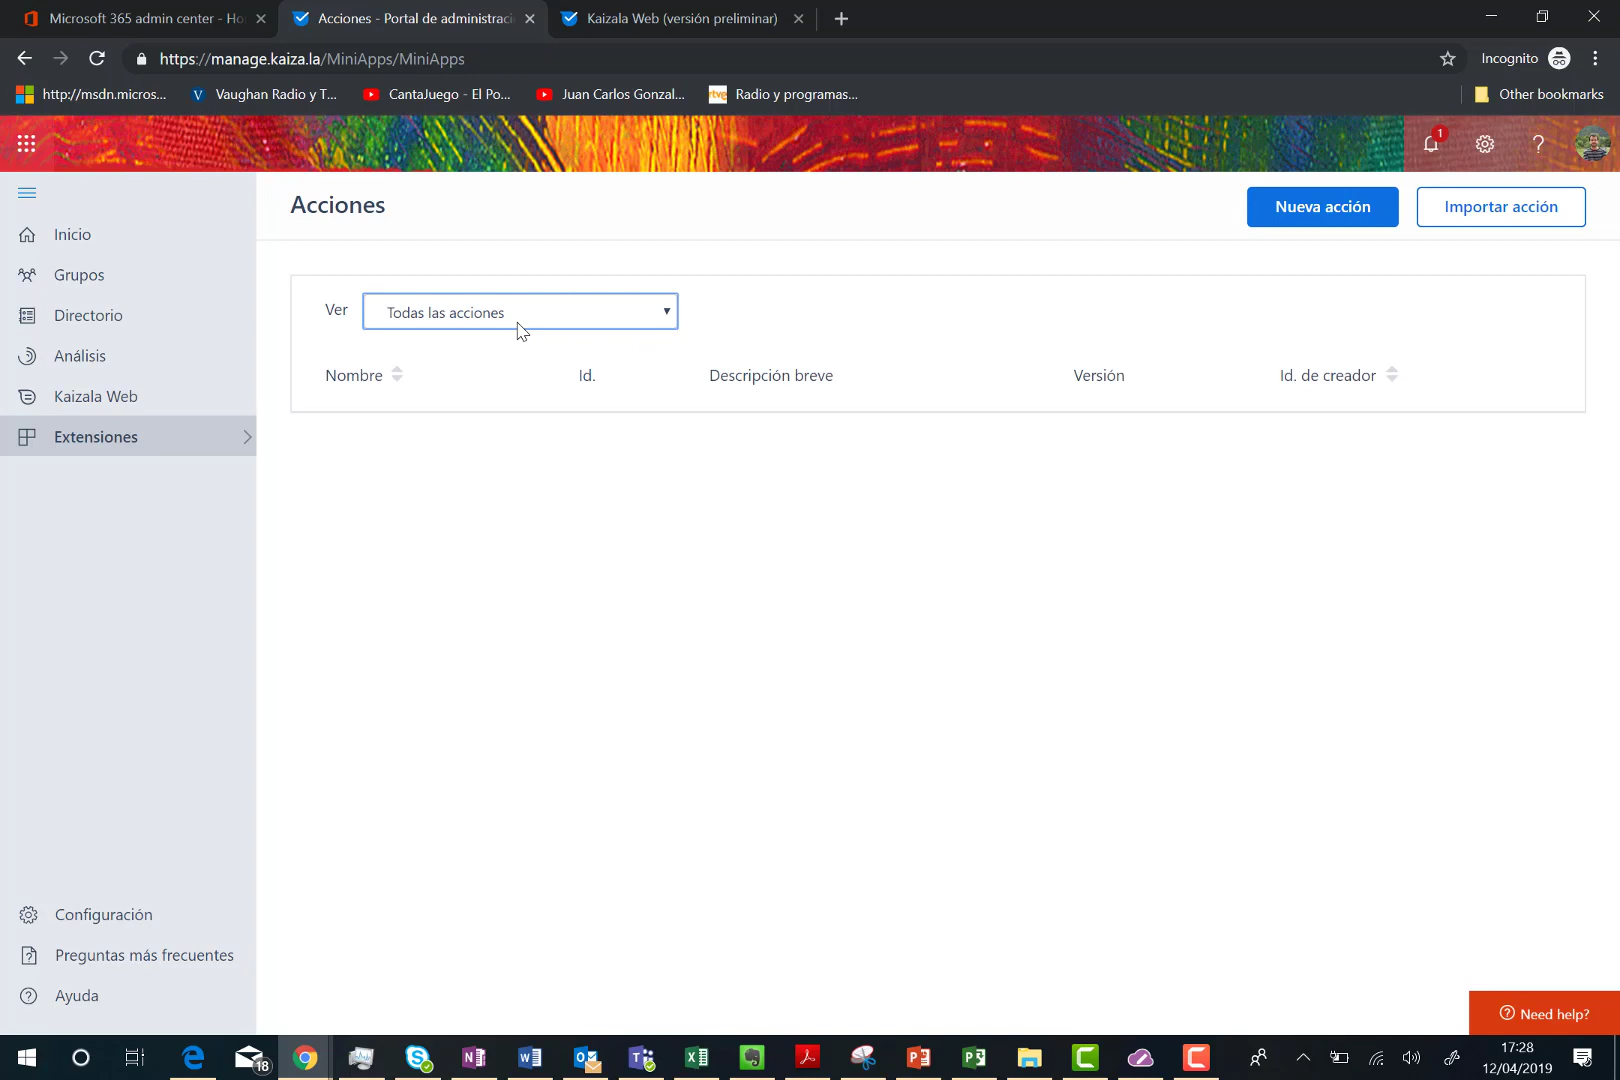 Microsoft 365 admin center - Ho
Acciones - Portal de administraci
Kaizala Web (versión preliminar)
https://manage.kaiza.la/MiniApps/MiniApps
Incognito
http://msdn.micros...
Vaughan Radio y T...
CantaJuego - El Po...
Juan Carlos Gonzal...
rtve
Radio y programas...
Other bookmarks
1
Acciones
Nueva acción
Importar acción
Inicio
Grupos
Directorio
Análisis
Kaizala Web
Extensiones
Ver
Todas las acciones
Nombre
Id.
Descripción breve
Versión
Id. de creador
Configuración
Preguntas más frecuentes
Ayuda
Need help?
18
17:28
12/04/2019